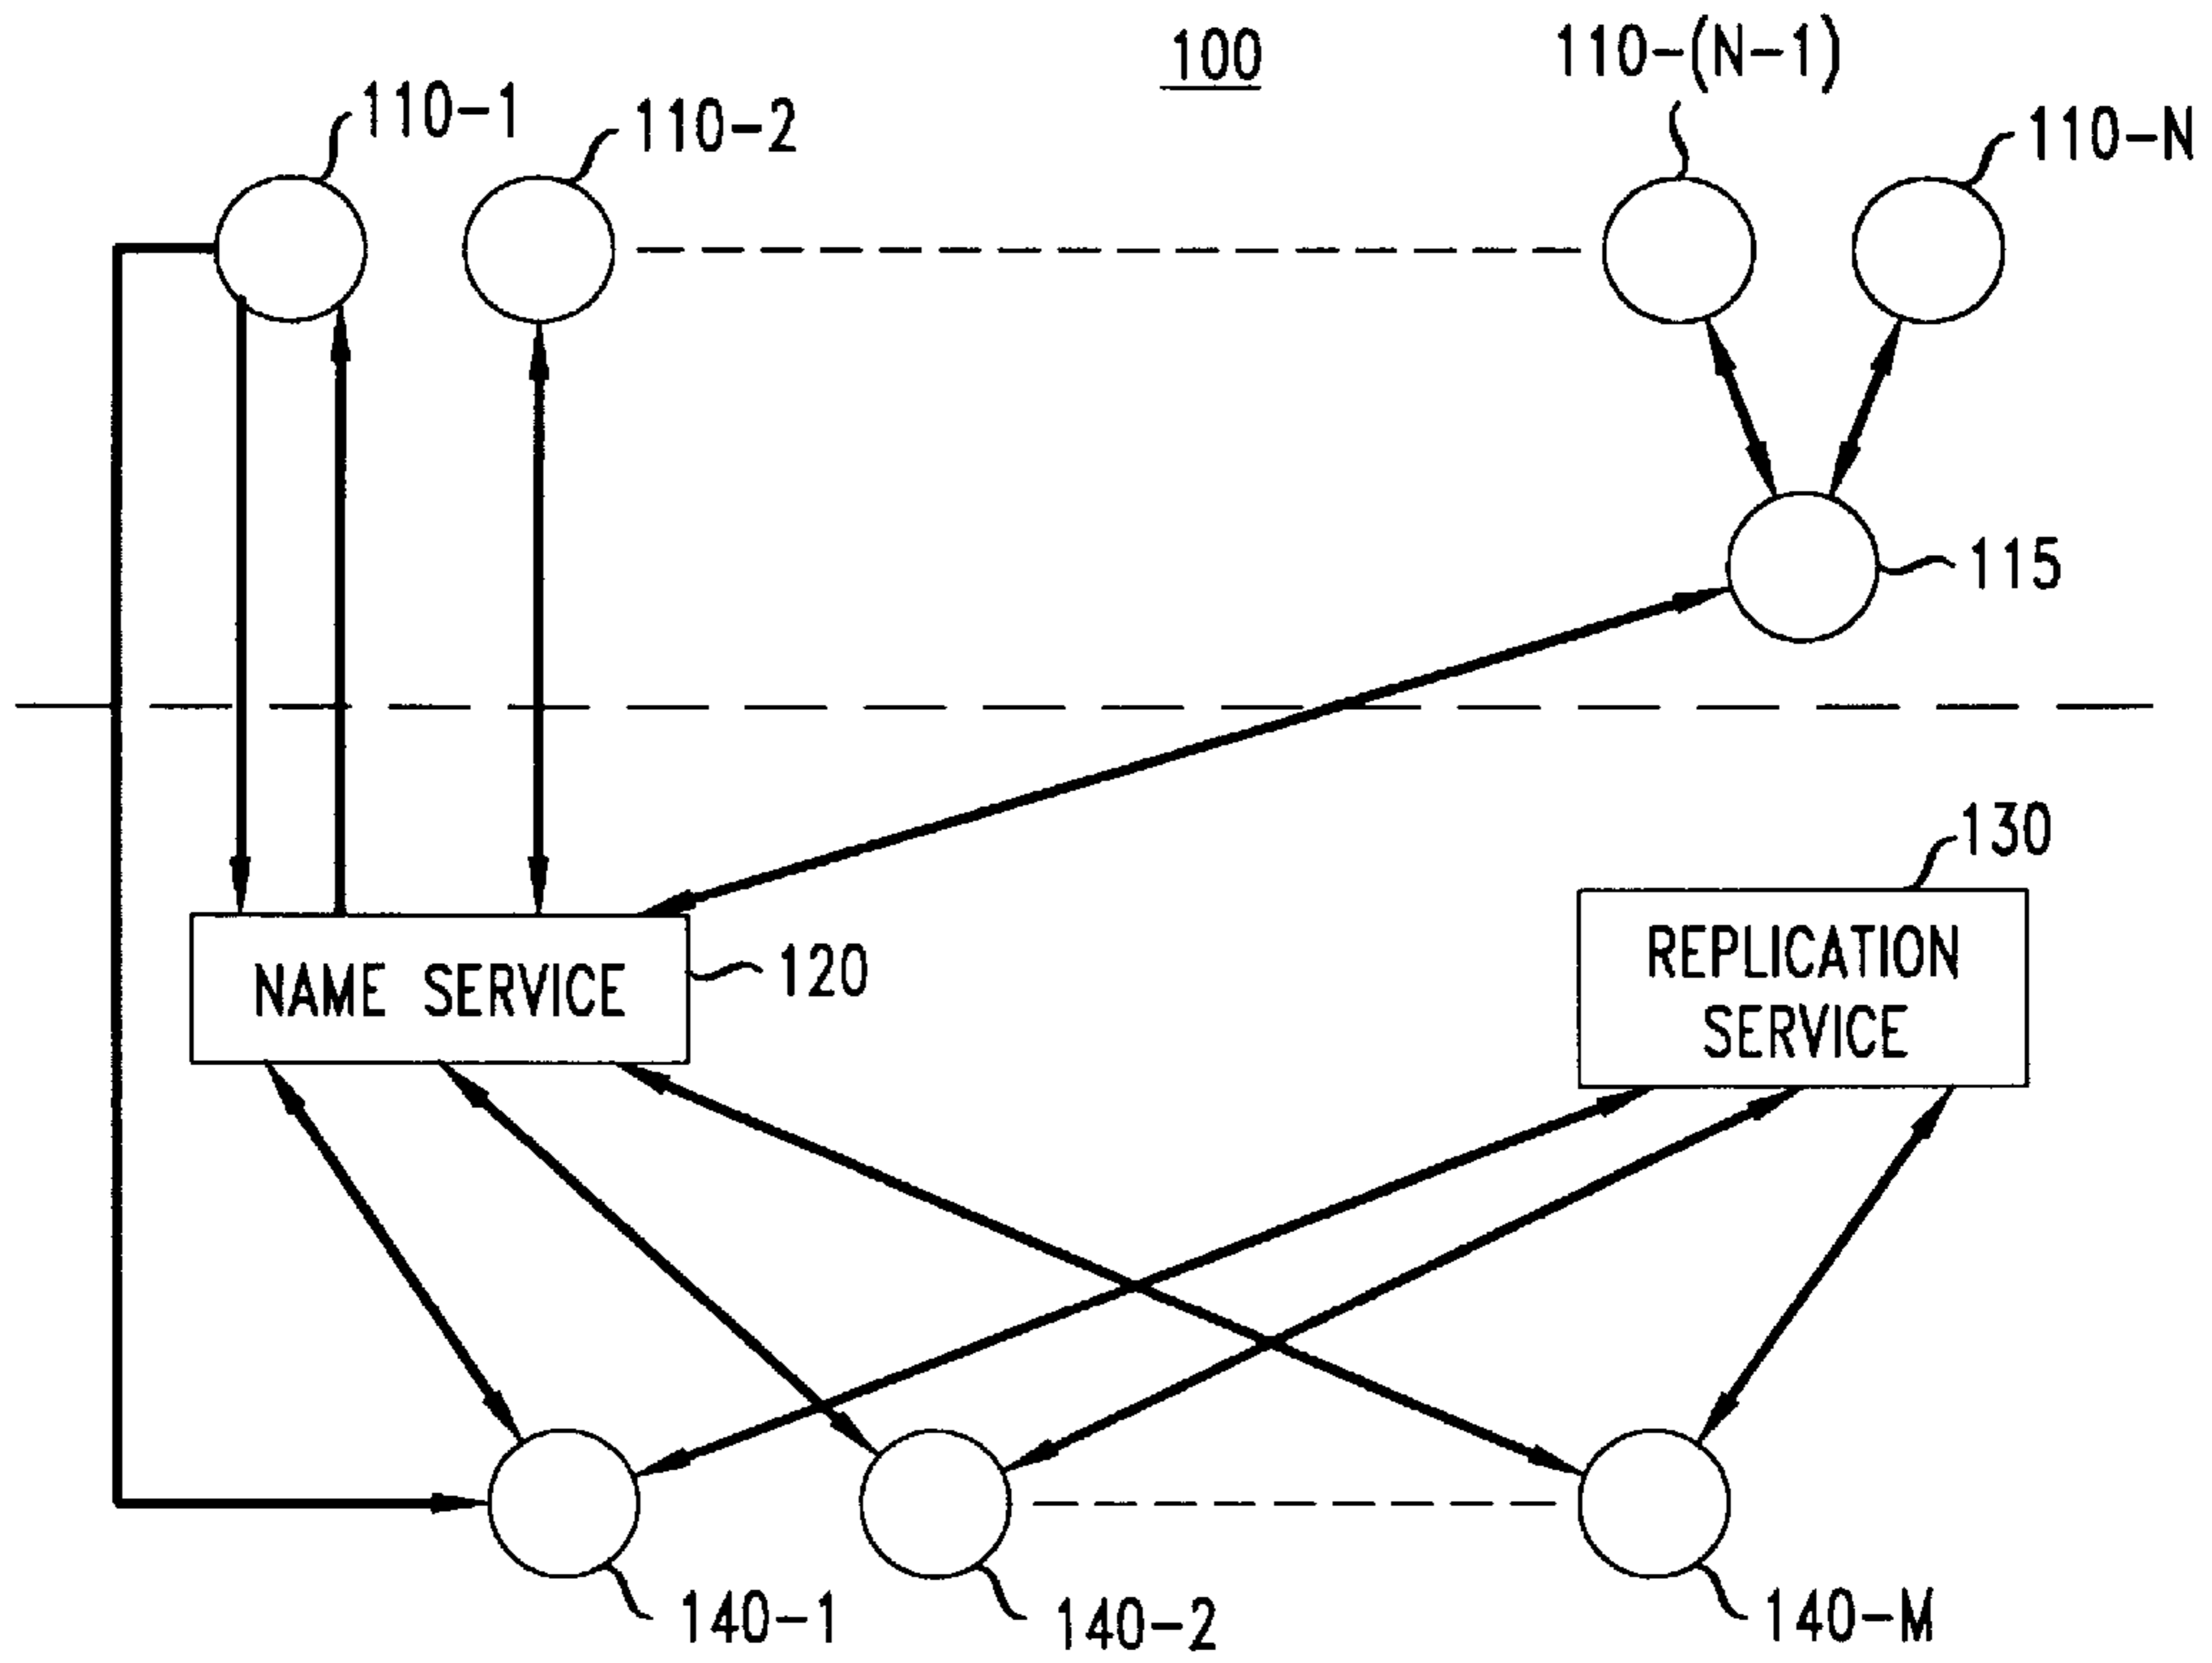 100
110-(N-1)
110-1
110-2
110-N
115
130
NAME SERVICE
120
REPLICATION
SERVICE
140-1
140-2
140-M